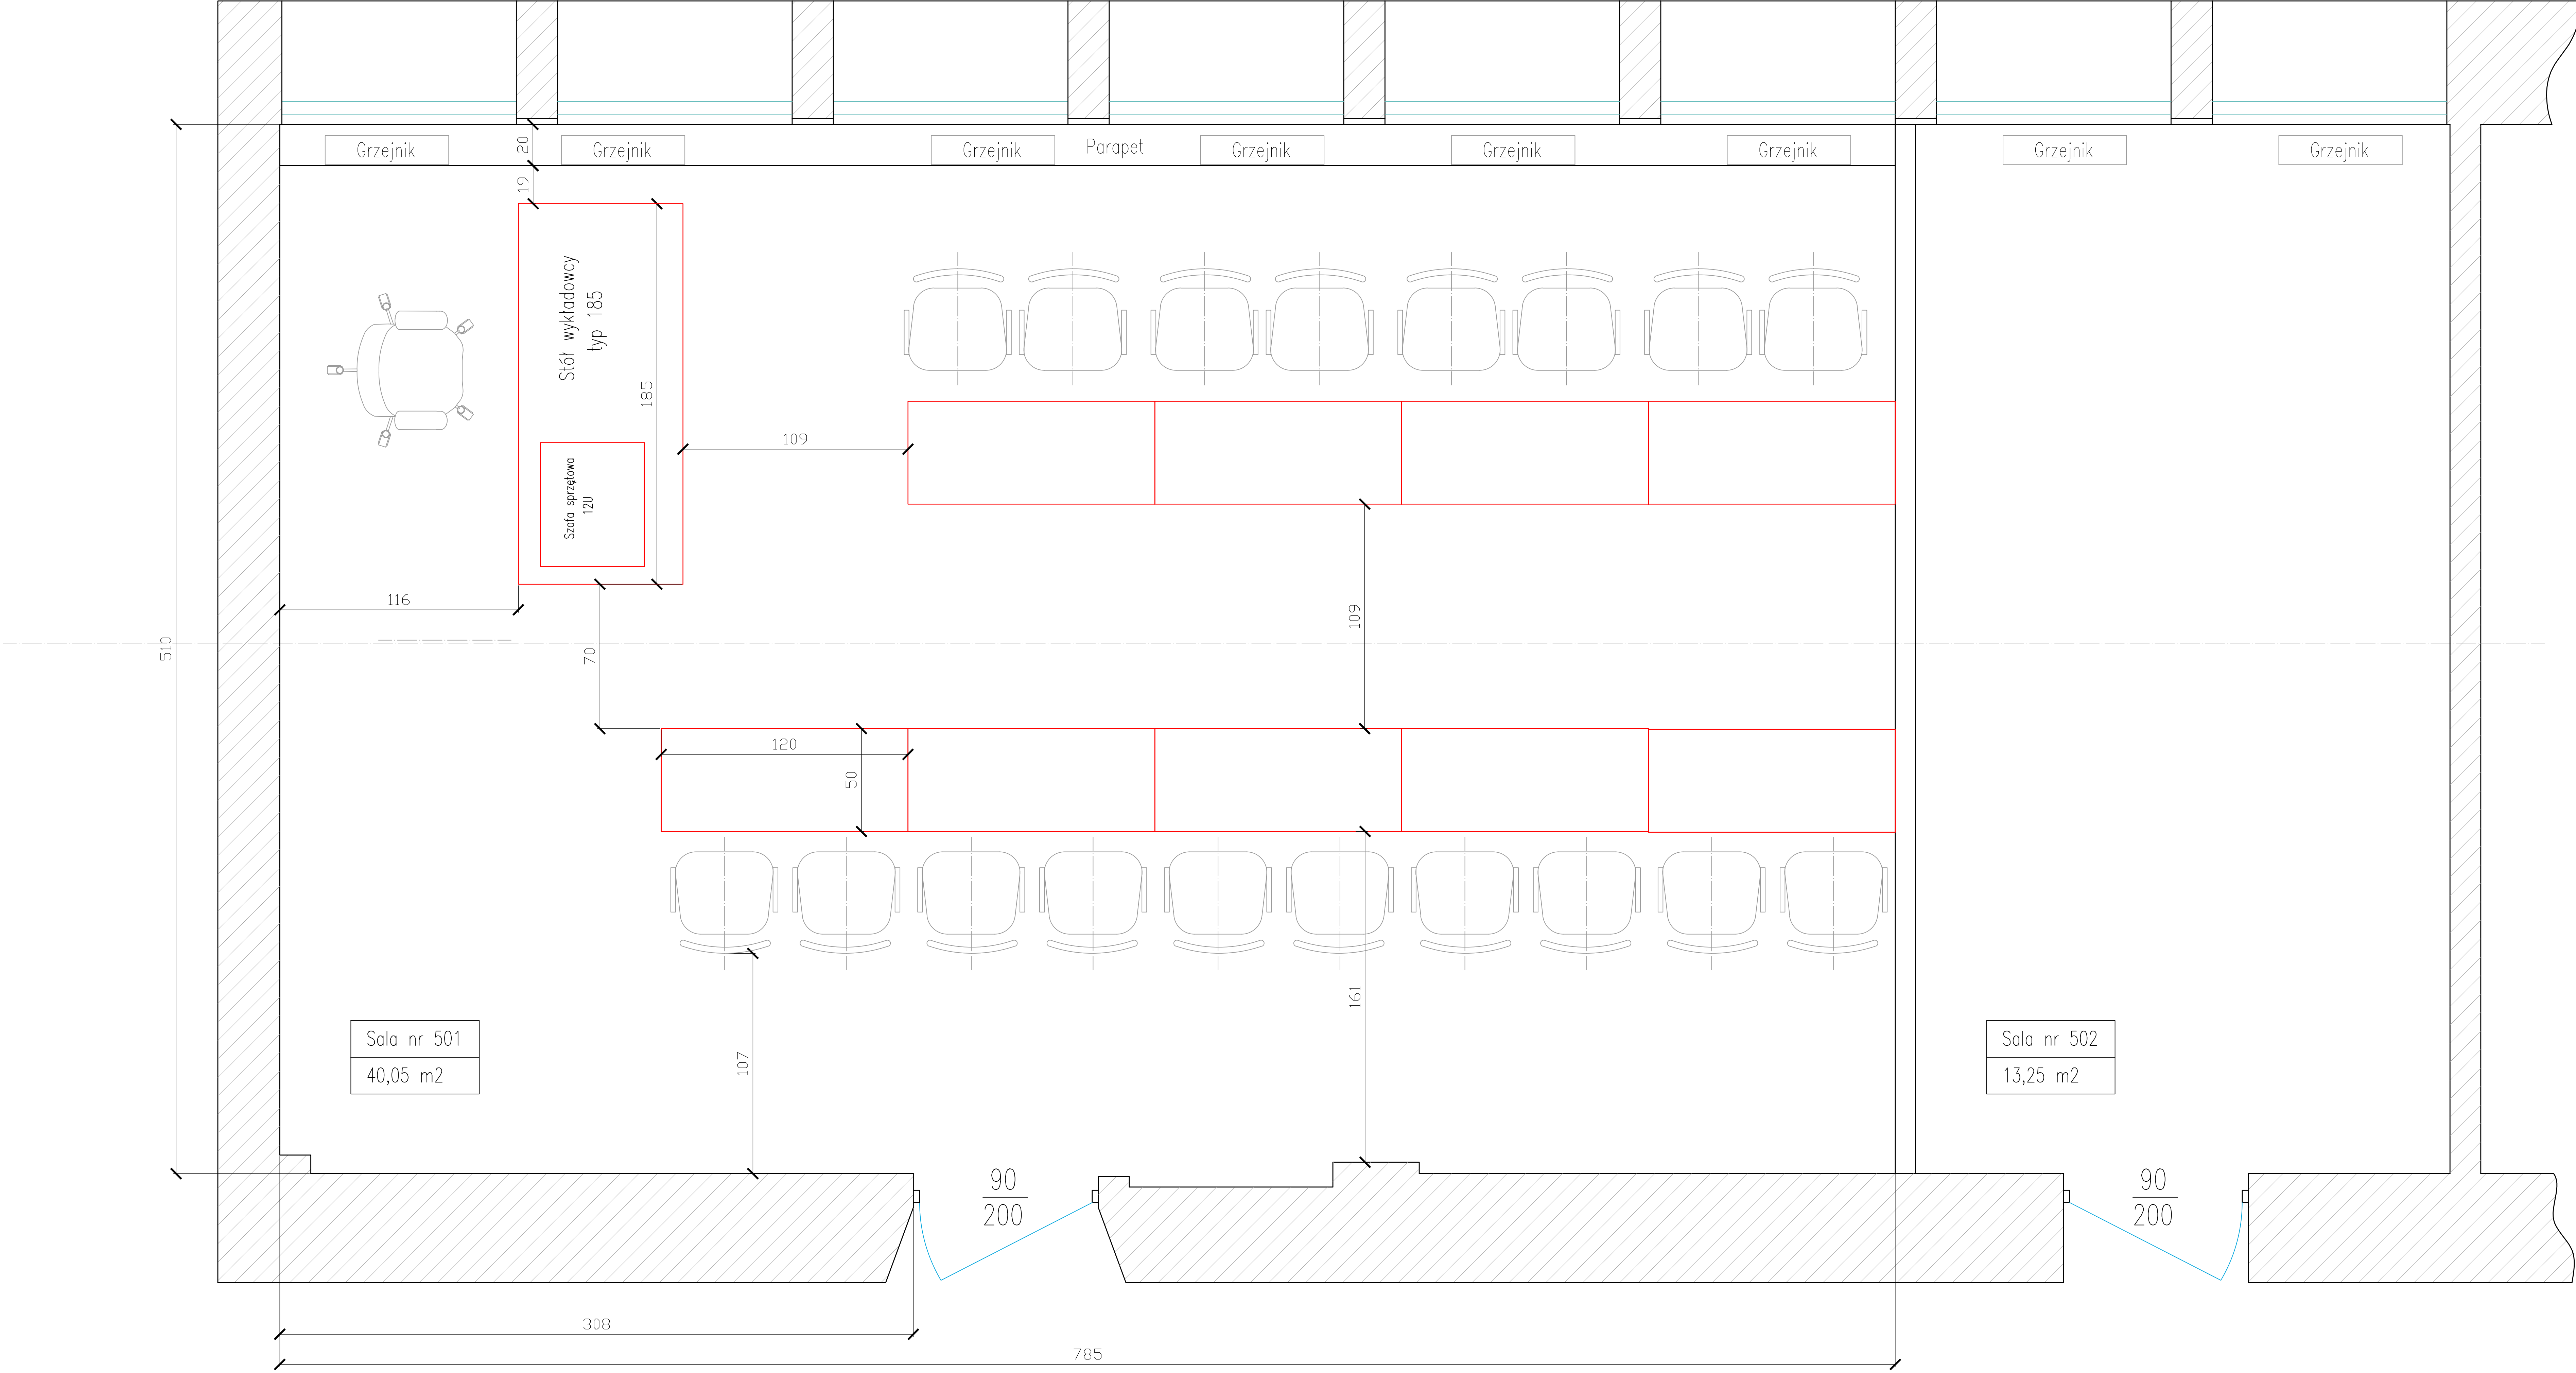 Grzejnik
Grzejnik
Grzejnik
Parapet
Grzejnik
Grzejnik
Grzejnik
Grzejnik
Grzejnik
20
19
Stół wykładowcy
typ 185
185
Szafa sprzętowa
12U
109
116
510
70
109
120
50
107
161
Sala nr 501
40,05 m2
Sala nr 502
13,25 m2
90
200
90
200
308
785